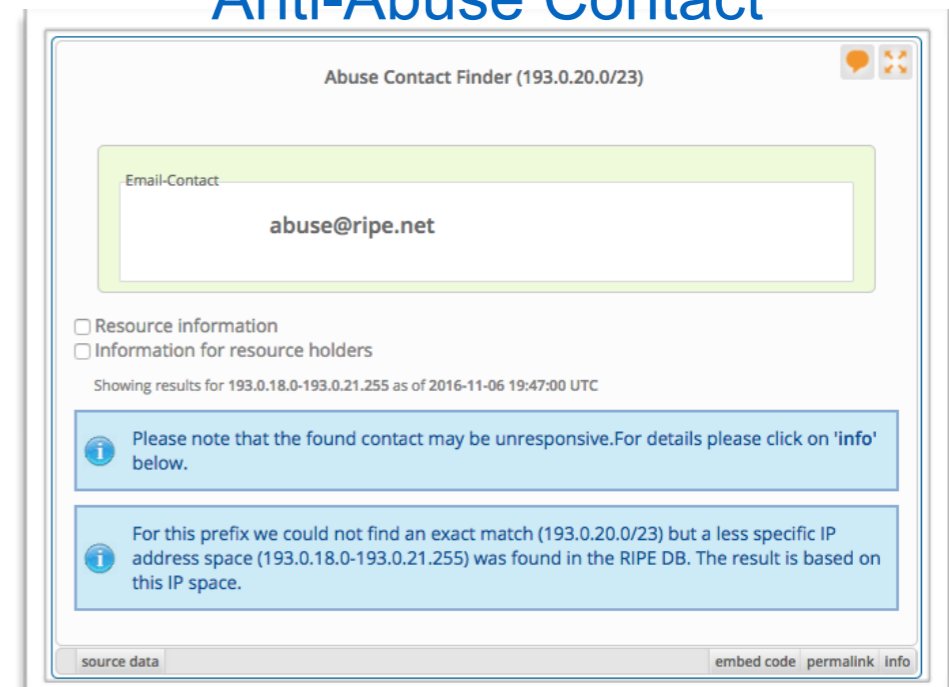 Anti-Abuse Contact
Abuse Contact Finder (193.0.20.0/23)
Email-Contact
abuse@ripe.net
Resource information
Information for resource holders
Showing results for 193.0.18.0-193.0.21.255 as of 2016-11-06 19:47:00 UTC
Please note that the found contact may be unresponsive.For details please click on 'info'
below.
For this prefix we could not find an exact match (193.0.20.0/23) but a less specific IP
address space (193.0.18.0-193.0.21.255) was found in the RIPE DB. The result is based on
this IP space.
source data embed code permalink info